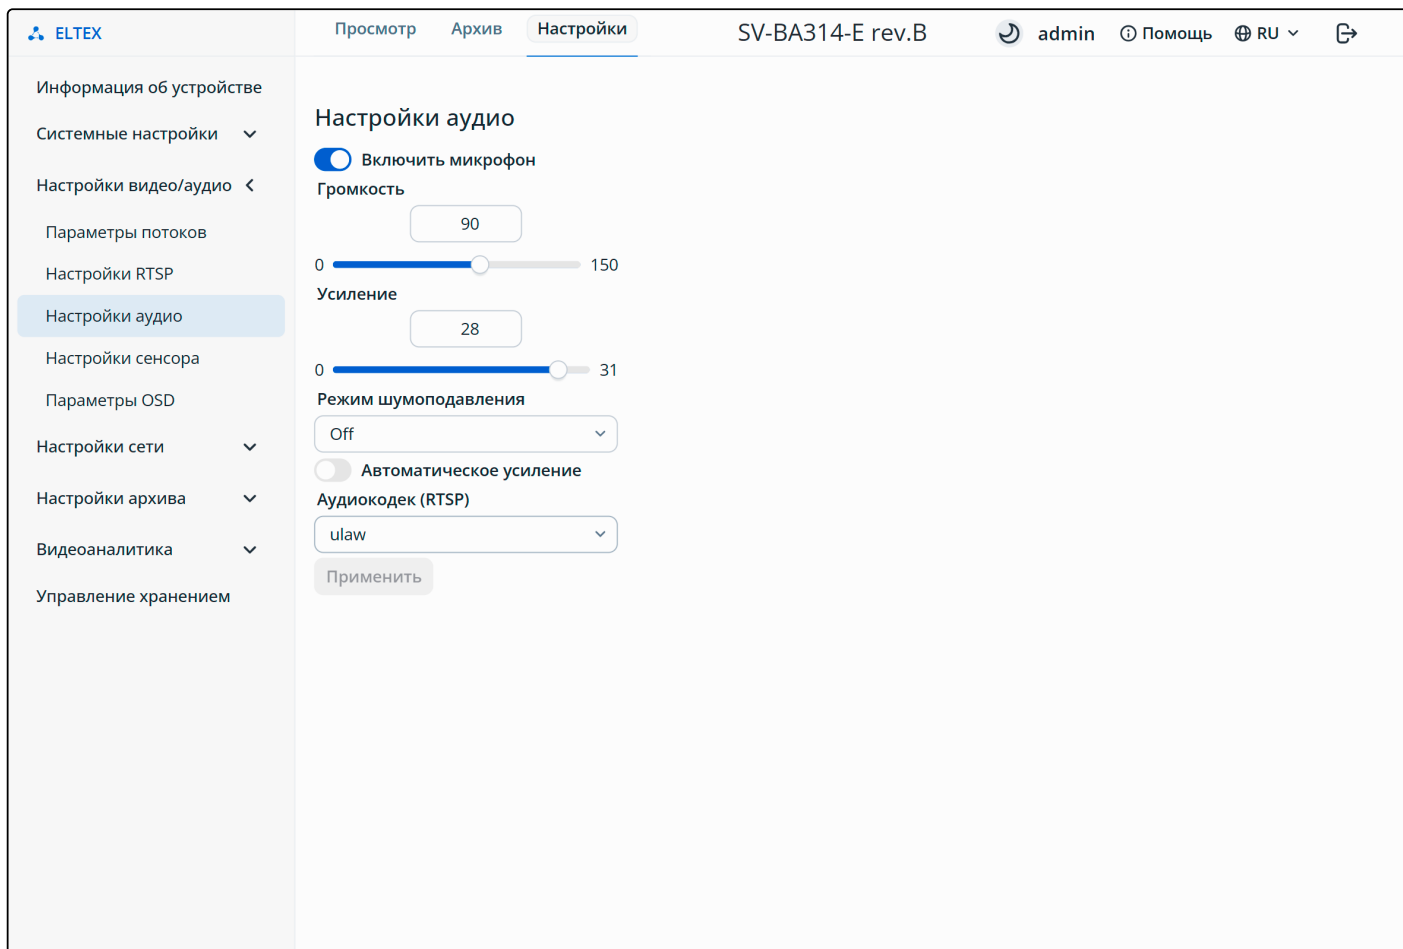 ELTEX
Просмотр
Архив
Настройки
SV-BA314-E rev.B
admin
Помощь
RU
Информация об устройстве
Системные настройки
Настройки видео/аудио
Параметры потоков
Настройки RTSP
Настройки аудио
Настройки сенсора
Параметры OSD
Настройки сети
Настройки архива
Видеоаналитика
Управление хранением
Настройки аудио
Включить микрофон
Громкость
90
0 150
Усиление
28
0 31
Режим шумоподавления
Off
Автоматическое усиление
Аудиокодек (RTSP)
ulaw
Применить